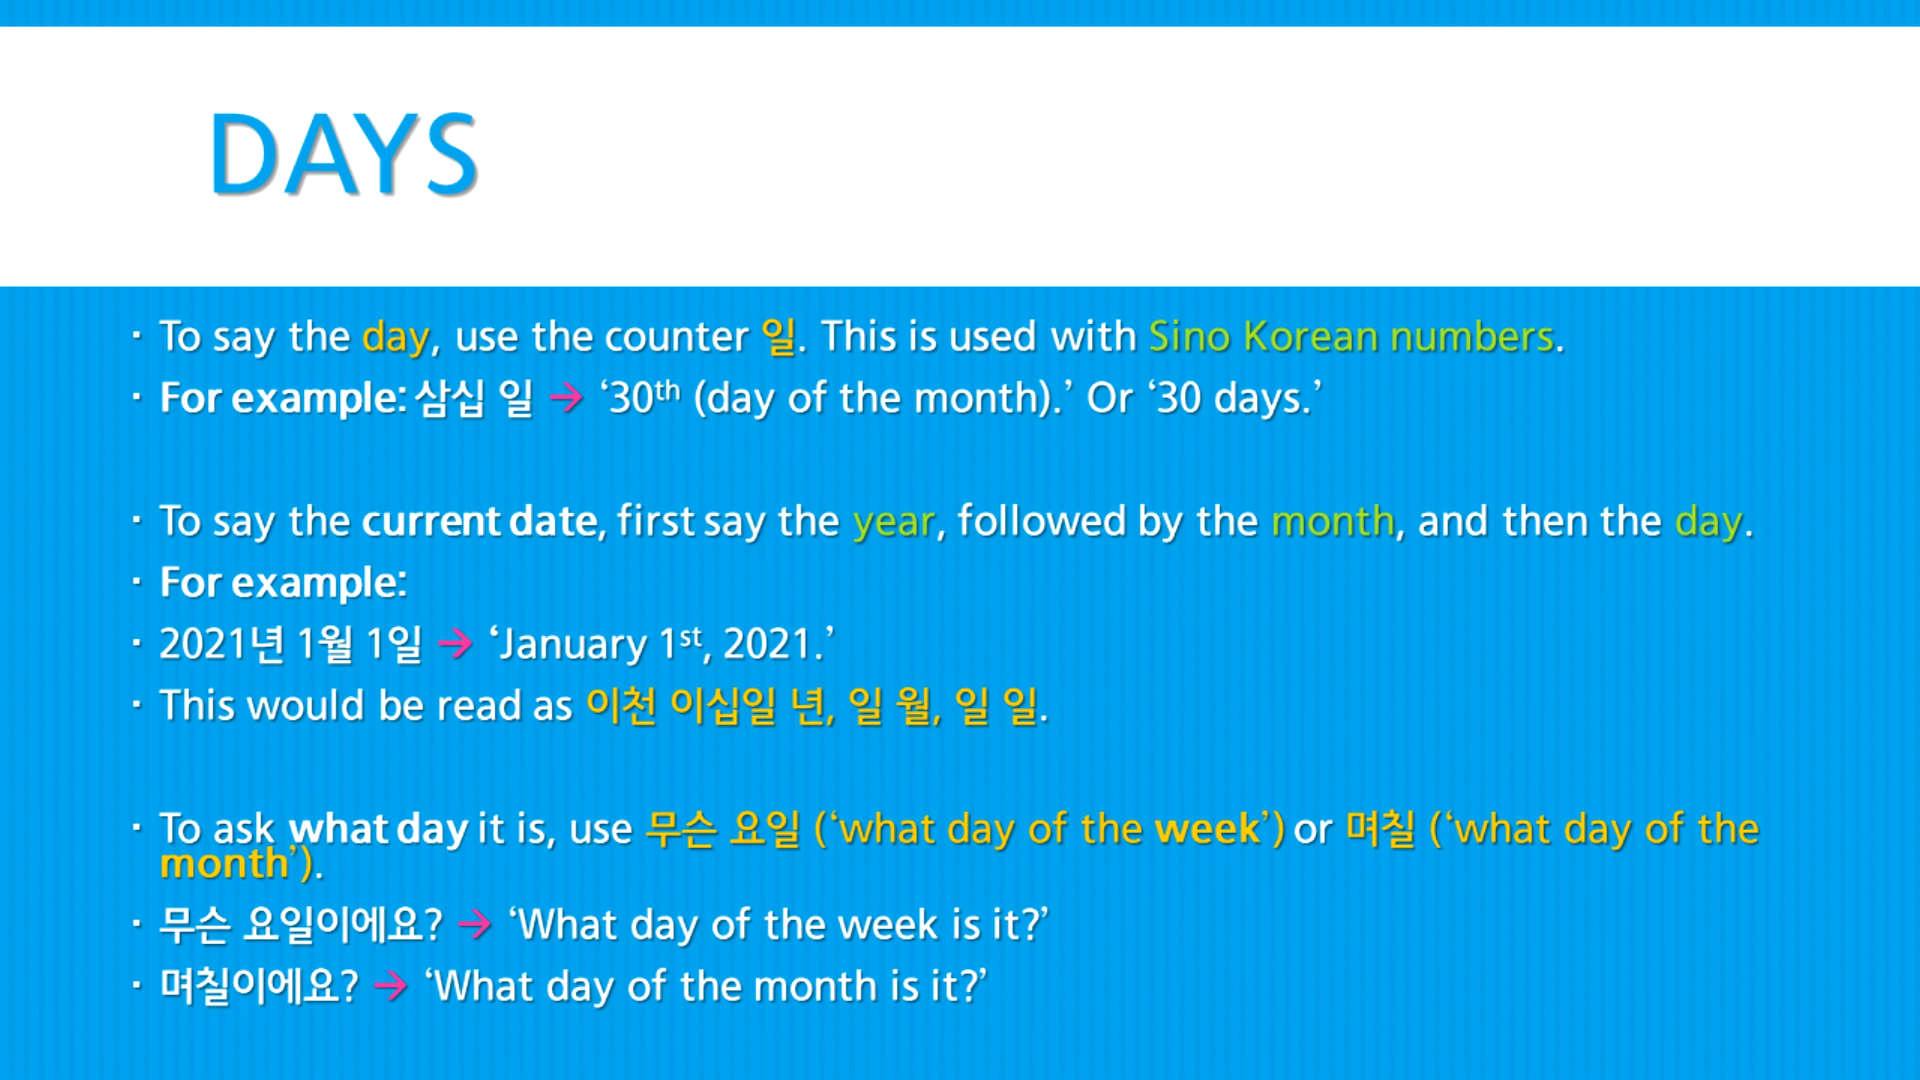 DAYS
▪ To say the day, use the counter 일. This is used with Sino Korean numbers.
▪ For example: 삼십 일 → ‘30th (day of the month).’ Or ‘30 days.’
▪ To say the current date, first say the year, followed by the month, and then the day.
▪ For example:
▪ 2021년 1월 1일 → ‘January 1st, 2021.’
▪ This would be read as 이천 이십일 년, 일 월, 일 일.
▪ To ask what day it is, use 무슨 요일 (‘what day of the week’) or 며칠 (‘what day of the
month’).
▪ 무슨 요일이에요? → ‘What day of the week is it?’
▪ 며칠이에요? → ‘What day of the month is it?’